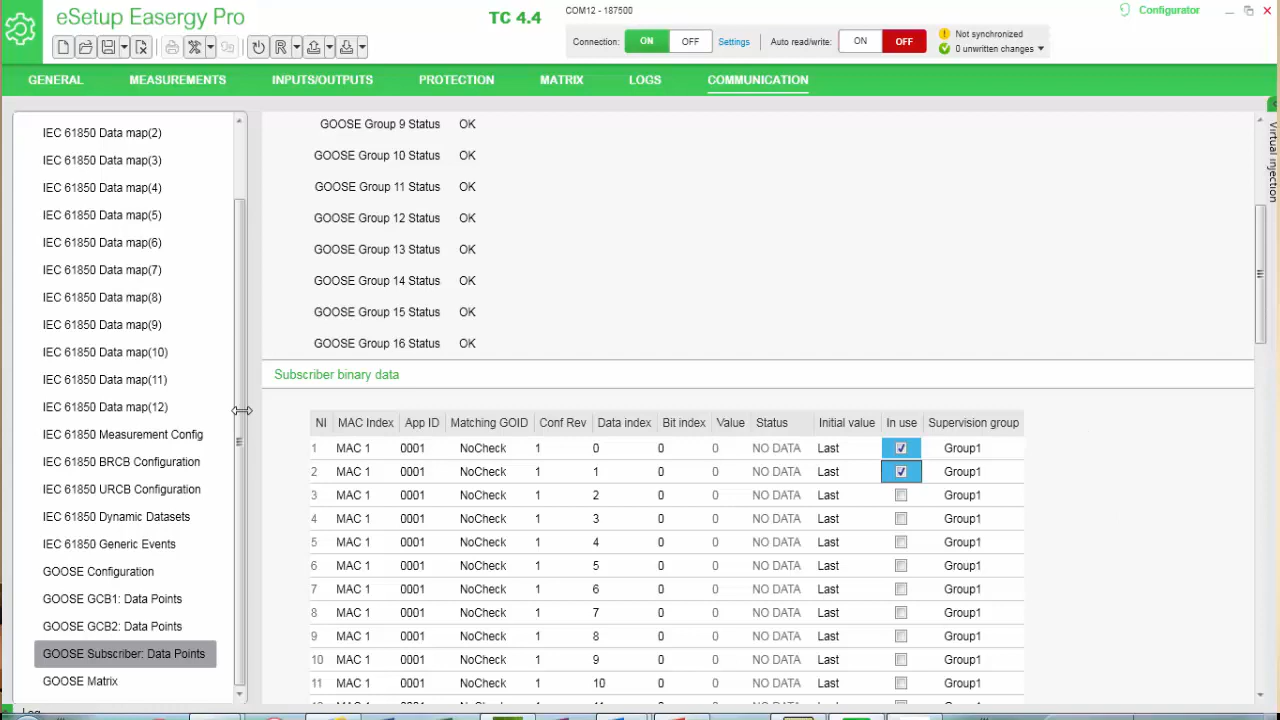 eSetup Easergy Pro
TC 4.4
COM12 - 187500
Configurator
Connection: ON OFF Settings Auto read/write: ON OFF
Not synchronized
0 unwritten changes
GENERAL MEASUREMENTS INPUTS/OUTPUTS PROTECTION MATRIX LOGS COMMUNICATION
IEC 61850 Data map(2)
IEC 61850 Data map(3)
IEC 61850 Data map(4)
IEC 61850 Data map(5)
IEC 61850 Data map(6)
IEC 61850 Data map(7)
IEC 61850 Data map(8)
IEC 61850 Data map(9)
IEC 61850 Data map(10)
IEC 61850 Data map(11)
IEC 61850 Data map(12)
IEC 61850 Measurement Config
IEC 61850 BRCB Configuration
IEC 61850 URCB Configuration
IEC 61850 Dynamic Datasets
IEC 61850 Generic Events
GOOSE Configuration
GOOSE GCB1: Data Points
GOOSE GCB2: Data Points
GOOSE Subscriber: Data Points
GOOSE Matrix
GOOSE Group 9 Status OK
GOOSE Group 10 Status OK
GOOSE Group 11 Status OK
GOOSE Group 12 Status OK
GOOSE Group 13 Status OK
GOOSE Group 14 Status OK
GOOSE Group 15 Status OK
GOOSE Group 16 Status OK
Subscriber binary data
NI MAC Index App ID Matching GOID Conf Rev Data index Bit index Value Status Initial value In use Supervision group
1 MAC 1 0001 NoCheck 1 0 0 0 NO DATA Last Group1
2 MAC 1 0001 NoCheck 1 1 0 0 NO DATA Last Group1
3 MAC 1 0001 NoCheck 1 2 0 0 NO DATA Last Group1
4 MAC 1 0001 NoCheck 1 3 0 0 NO DATA Last Group1
5 MAC 1 0001 NoCheck 1 4 0 0 NO DATA Last Group1
6 MAC 1 0001 NoCheck 1 5 0 0 NO DATA Last Group1
7 MAC 1 0001 NoCheck 1 6 0 0 NO DATA Last Group1
8 MAC 1 0001 NoCheck 1 7 0 0 NO DATA Last Group1
9 MAC 1 0001 NoCheck 1 8 0 0 NO DATA Last Group1
10 MAC 1 0001 NoCheck 1 9 0 0 NO DATA Last Group1
11 MAC 1 0001 NoCheck 1 10 0 0 NO DATA Last Group1
Virtual injection